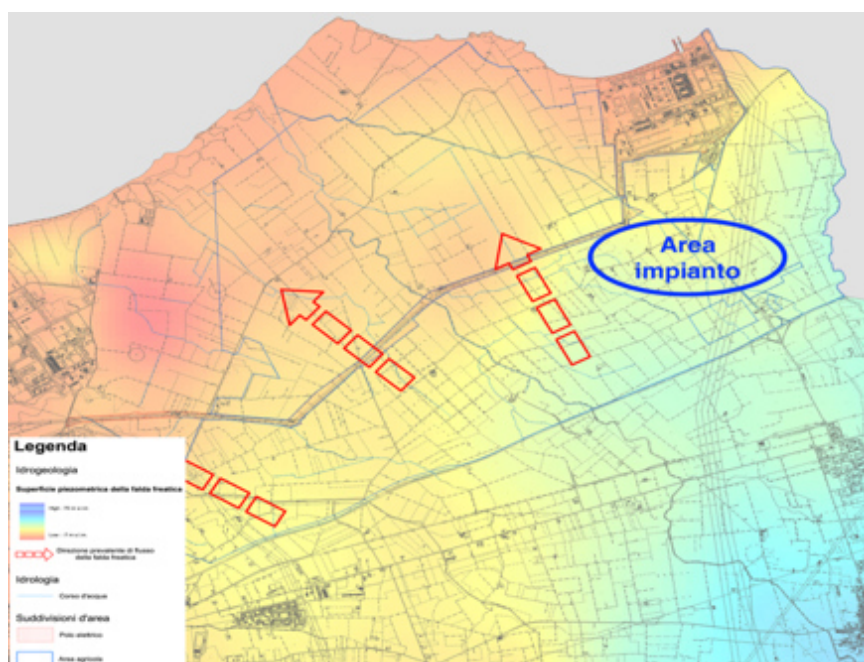 Area
impianto
Legenda
Idrogeologia
Superficie piezometrica della falda freatica
Direzione prevalente di flusso
della falda freatica
Idrologia
Corso d'acqua
Suddivisioni d'area
Polo elettrico
Area agricola